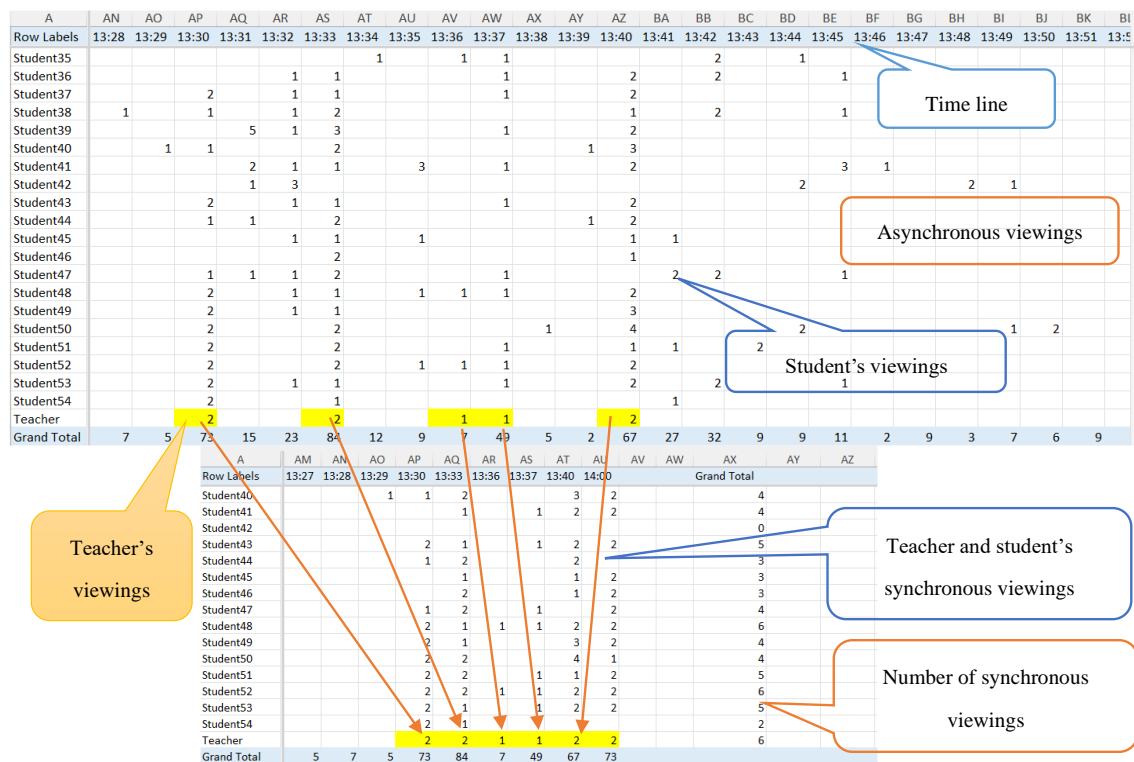 A AN AO AP AQ AR AS AT AU AV AW AX AY AZ BA BB BC BD BE BF BG BH BI BJ BK BL
Row Labels 13:28 13:29 13:30 13:31 13:32 13:33 13:34 13:35 13:36 13:37 13:38 13:39 13:40 13:41 13:42 13:43 13:44 13:45 13:46 13:47 13:48 13:49 13:50 13:51
Student35 1 1 1 2 1
Student36 1 1 1 2 2 1
Student37 2 1 1 1 2
Student38 1 1 1 2 1 2 1
Student39 5 1 3 1 2
Student40 1 1 2 1 3
Student41 2 1 1 3 1 2 3 1
Student42 1 3 2 2 1
Student43 2 1 1 1 2
Student44 1 1 2 1 2
Student45 1 1 1 1 1
Student46 2 1
Student47 1 1 1 2 1 2 2 1
Student48 2 1 1 1 1 1 2
Student49 2 1 1 3
Student50 2 2 1 4 2 1 2
Student51 2 2 1 1 1 2
Student52 2 2 1 1 1 2
Student53 2 1 1 1 2 2 1
Student54 2 1 1
Teacher 2 2 1 1 2
Grand Total 7 5 73 15 23 84 12 9 7 49 5 2 67 27 32 9 9 11 2 9 3 7 6 9
Time line
Asynchronous viewings
Student's viewings
Teacher's
viewings
A AM AN AO AP AQ AR AS AT AU AV AW AX AY AZ
Row Labels 13:27 13:28 13:29 13:30 13:33 13:36 13:37 13:40 14:00 Grand Total
Student40 1 1 2 3 2 4
Student41 1 1 2 2 4
Student42 0
Student43 2 1 1 2 2 5
Student44 1 2 2 3
Student45 1 1 2 3
Student46 2 1 2 3
Student47 1 2 1 2 4
Student48 2 1 1 1 2 2 6
Student49 2 1 3 2 4
Student50 2 2 4 1 4
Student51 2 2 1 1 2 5
Student52 2 2 1 1 2 2 6
Student53 2 1 1 2 2 5
Student54 2 1 2
Teacher 2 2 1 1 2 2 6
Grand Total 5 7 5 73 84 7 49 67 73
Teacher and student's
synchronous viewings
Number of synchronous
viewings